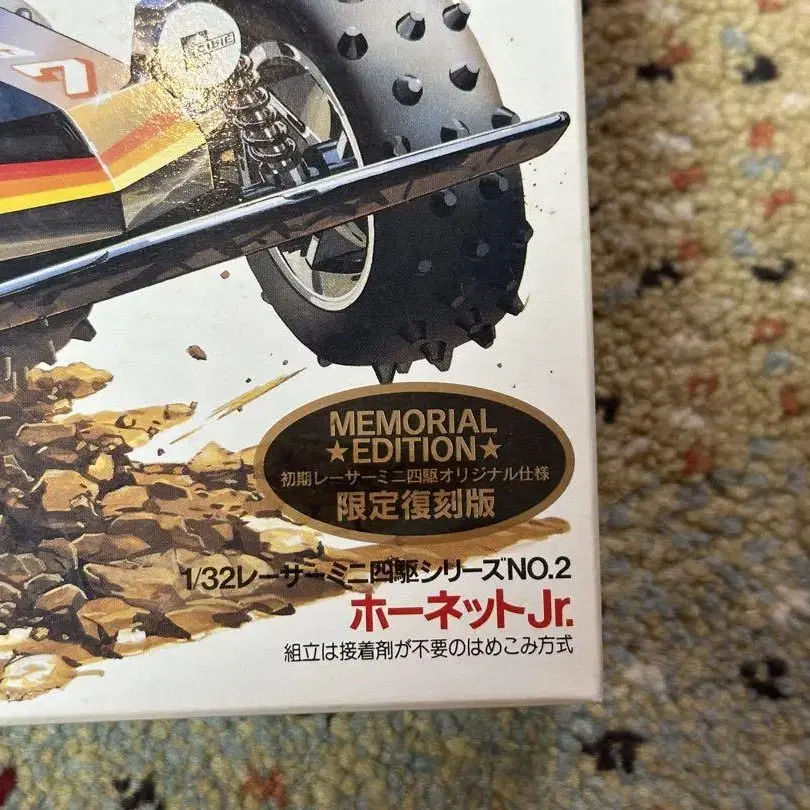 MEMORIAL
★EDITION★
初期レーサーミニ四駆オリジナル仕様
限定復刻版
1/32レーサーミニ四駆シリーズNO.2
ホーネットJr.
組立は接着剤が不要のはめこみ方式